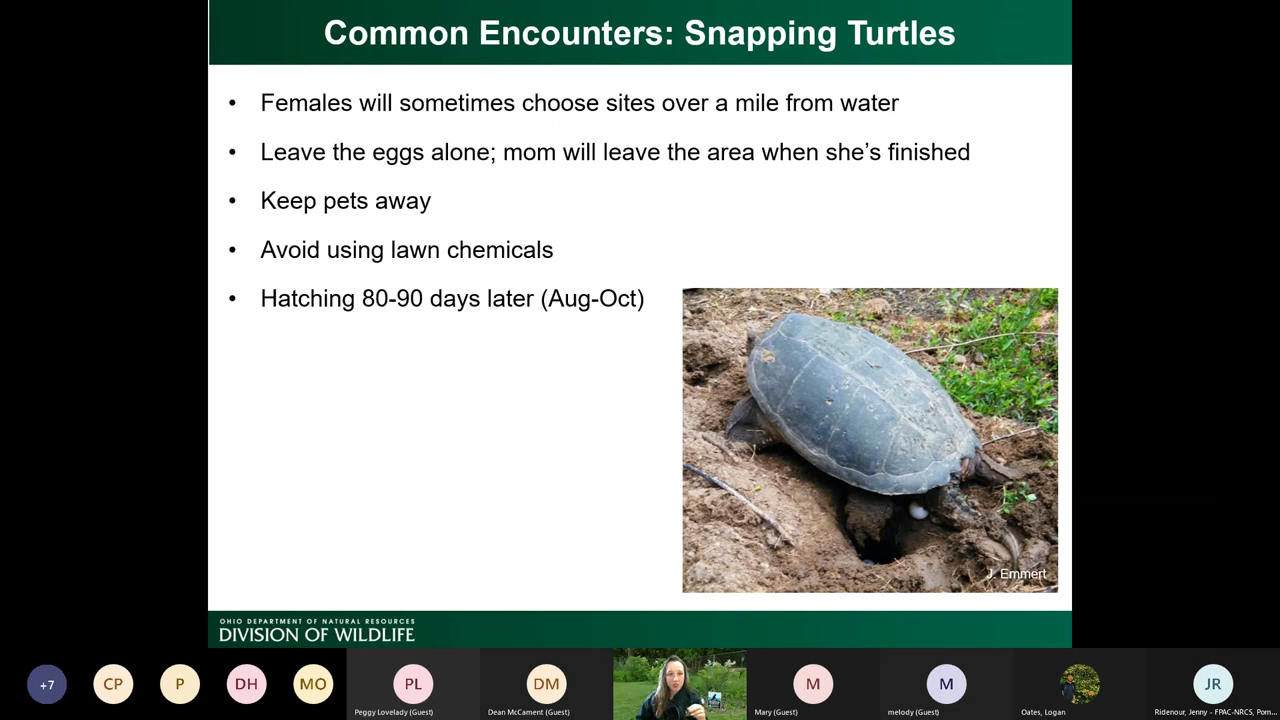 Common Encounters: Snapping Turtles
• Females will sometimes choose sites over a mile from water
• Leave the eggs alone; mom will leave the area when she’s finished
• Keep pets away
• Avoid using lawn chemicals
• Hatching 80-90 days later (Aug-Oct)
J. Emmert
OHIO DEPARTMENT OF NATURAL RESOURCES
DIVISION OF WILDLIFE
+7
CP
P
DH
MO
PL
Peggy Lovelady (Guest)
DM
Dean McCament (Guest)
M
Mary (Guest)
M
melody (Guest)
Oates, Logan
JR
Ridenour, Jenny - FPAC-NRCS, Pom...